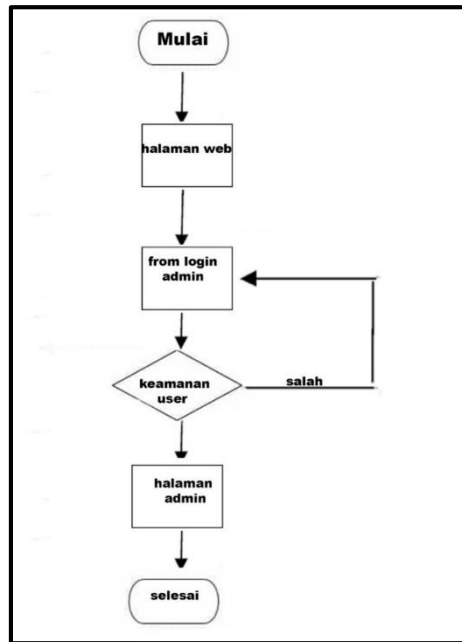 Mulai
halaman web
from login
admin
keamanan
user
salah
halaman
admin
selesai